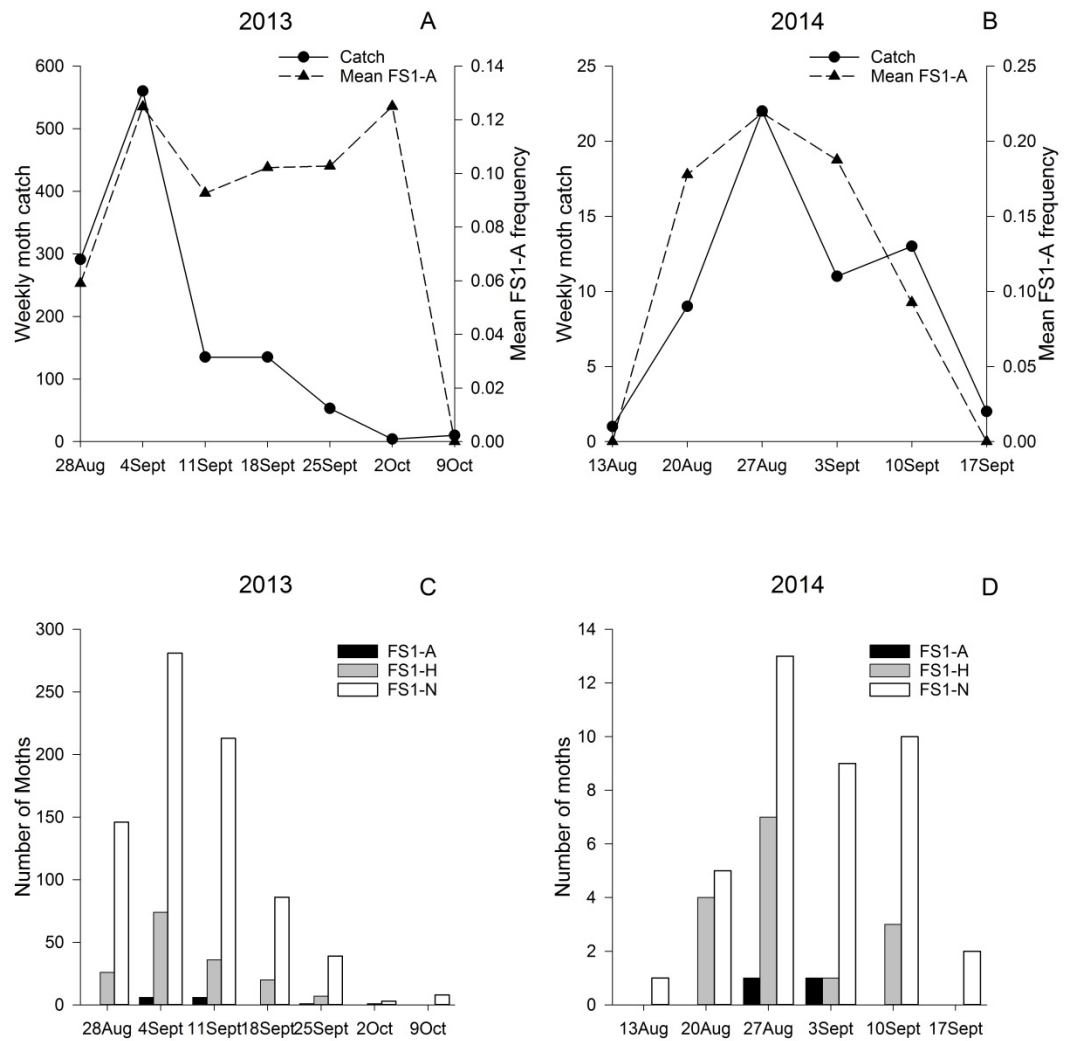 2013 A
Catch
Mean FS1-A
600
500
400
300
200
100
0
Weekly moth catch
0.14
0.12
0.10
0.08
0.06
0.04
0.02
0.00
Mean FS1-A frequency
28Aug 4Sept 11Sept 18Sept 25Sept 2Oct 9Oct
2014 B
Catch
Mean FS1-A
25
20
15
10
5
0
Weekly moth catch
0.25
0.20
0.15
0.10
0.05
0.00
Mean FS1-A frequency
13Aug 20Aug 27Aug 3Sept 10Sept 17Sept
2013 C
FS1-A
FS1-H
FS1-N
300
250
200
150
100
50
0
Number of Moths
28Aug 4Sept 11Sept 18Sept 25Sept 2Oct 9Oct
2014 D
FS1-A
FS1-H
FS1-N
14
12
10
8
6
4
2
0
Number of moths
13Aug 20Aug 27Aug 3Sept 10Sept 17Sept